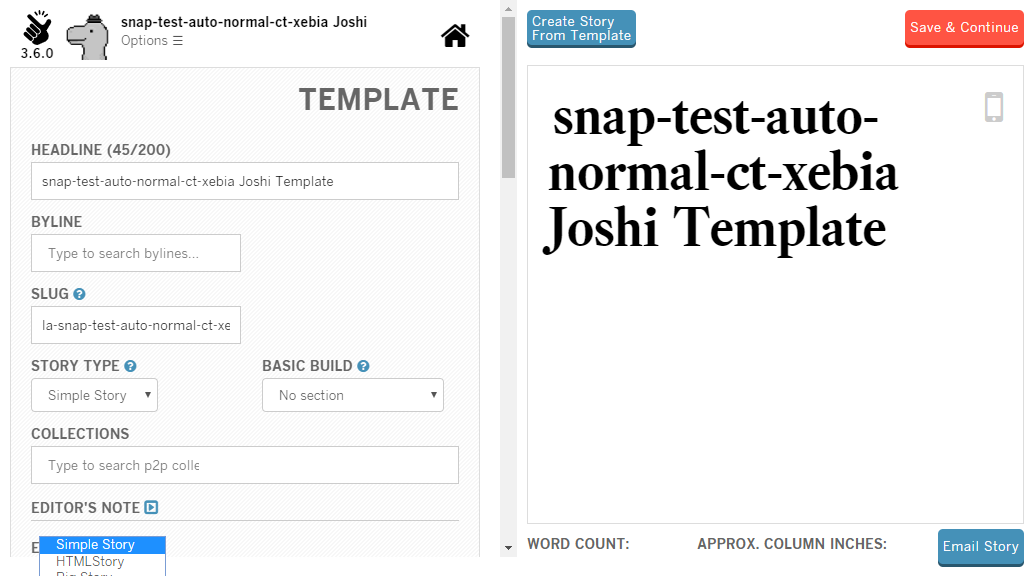 snap-test-auto-normal-ct-xebia Joshi
Options ☰
3.6.0
TEMPLATE
HEADLINE (45/200)
snap-test-auto-normal-ct-xebia Joshi Template
BYLINE
Type to search bylines...
SLUG
la-snap-test-auto-normal-ct-xe
STORY TYPE
BASIC BUILD
Simple Story
No section
COLLECTIONS
Type to search p2p colle
EDITOR'S NOTE
Simple Story
HTMLStory
Create Story
From Template
Save & Continue
snap-test-auto-
normal-ct-xebia
Joshi Template
WORD COUNT:
APPROX. COLUMN INCHES:
Email Story